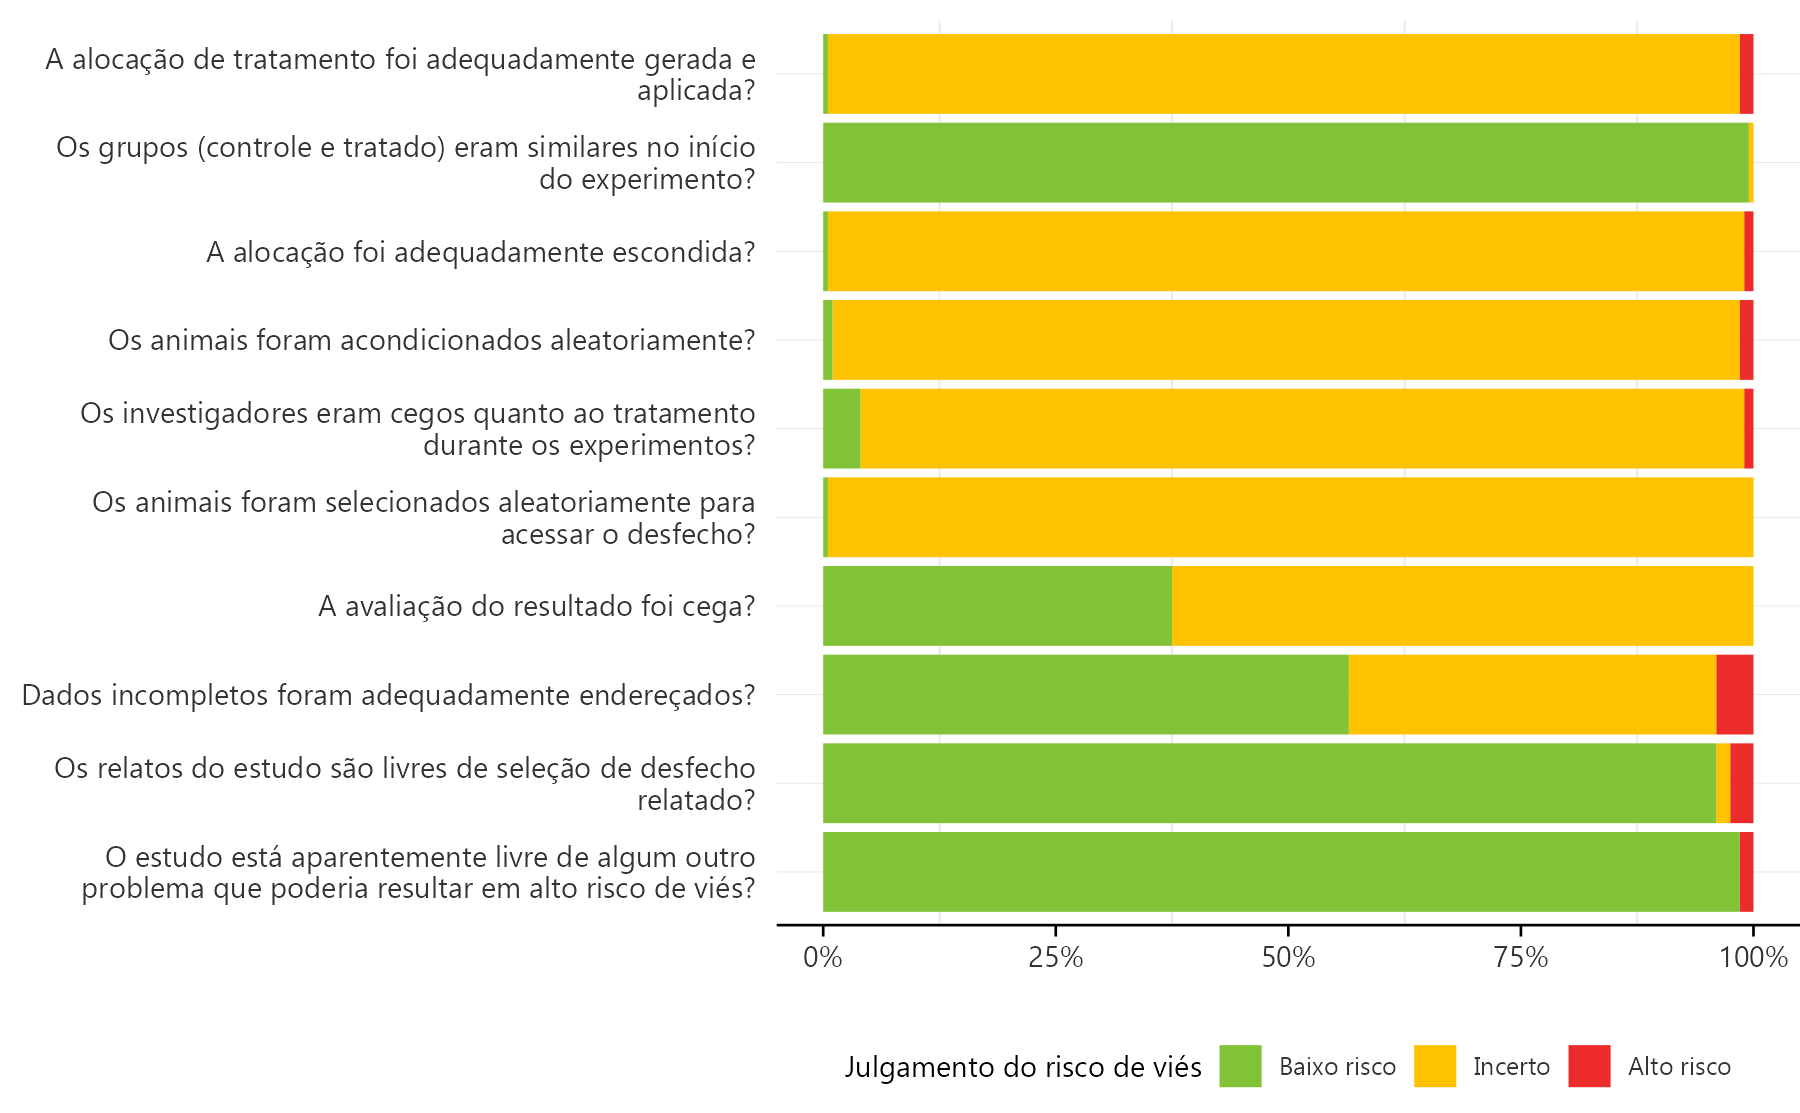 A alocação de tratamento foi adequadamente gerada e
aplicada?
Os grupos (controle e tratado) eram similares no início
do experimento?
A alocação foi adequadamente escondida?
Os animais foram acondicionados aleatoriamente?
Os investigadores eram cegos quanto ao tratamento
durante os experimentos?
Os animais foram selecionados aleatoriamente para
acessar o desfecho?
A avaliação do resultado foi cega?
Dados incompletos foram adequadamente endereçados?
Os relatos do estudo são livres de seleção de desfecho
relatado?
O estudo está aparentemente livre de algum outro
problema que poderia resultar em alto risco de viés?
0% 25% 50% 75% 100%
Julgamento do risco de viés Baixo risco Incerto Alto risco